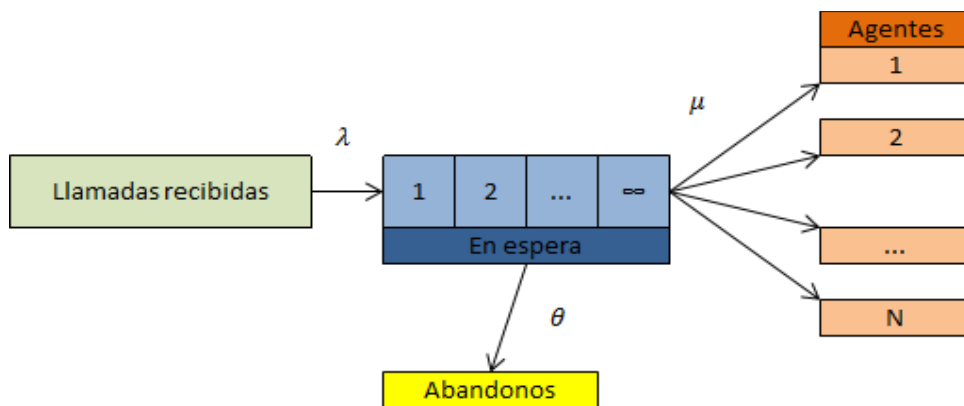 Llamadas recibidas
λ
1
2
...
∞
En espera
θ
Abandonos
μ
Agentes
1
2
...
N